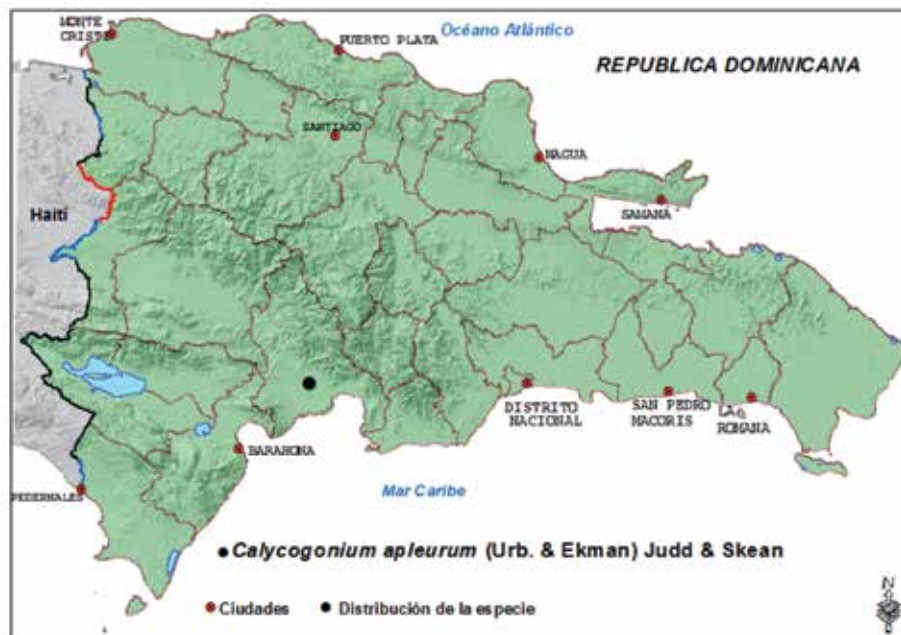 MONTE
CRISTI
PUERTO PLATA
Océano Atlántico
REPUBLICA DOMINICANA
SANTIAGO
NAGUA
SAMANA
Haití
DISTRITO
NACIONAL
SAN PEDRO
MACORIS
LA
ROMANA
BARAHONA
PEDERNALES
Mar Caribe
Calycogonium apleurum (Urb. & Ekman) Judd & Skean
Ciudades
Distribución de la especie
N